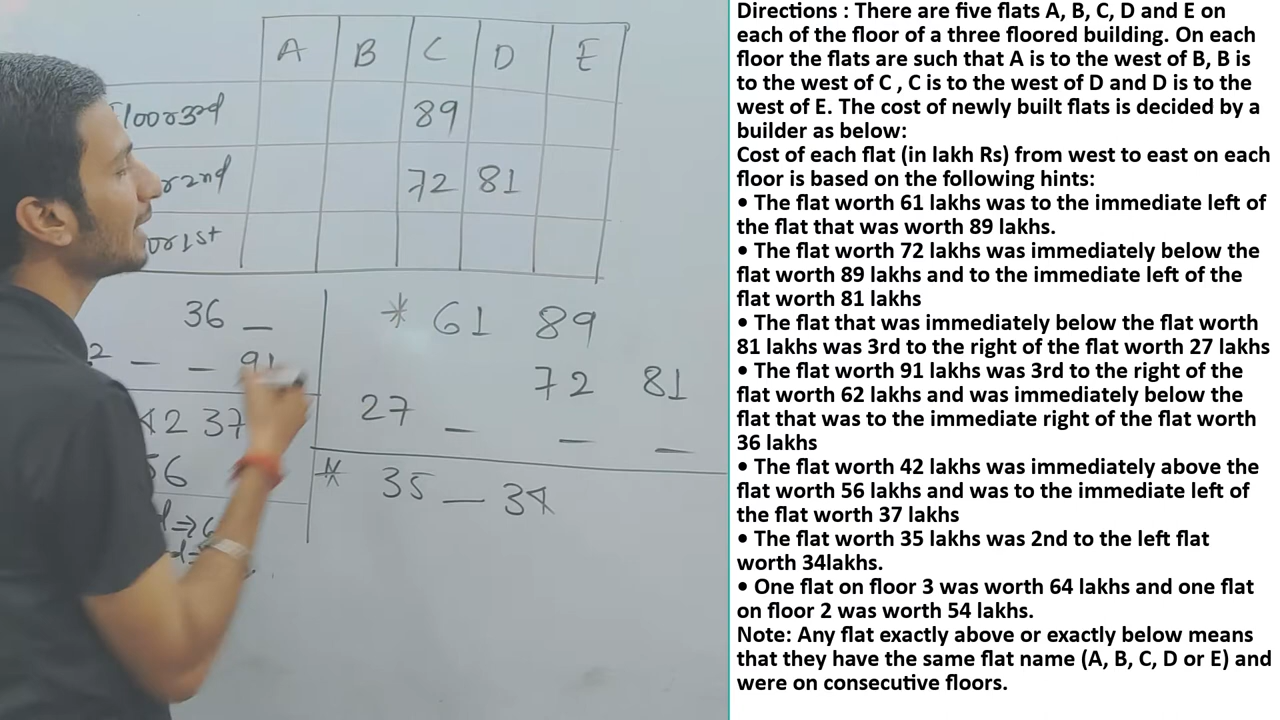 A B C D E
Floor3rd 89
r2nd 72 81
or1st
36 _
2 _ _ 91
42 37
56
* 61 89
72 81
27 _ _ _
* 35 _ 34
Directions : There are five flats A, B, C, D and E on
each of the floor of a three floored building. On each
floor the flats are such that A is to the west of B, B is
to the west of C , C is to the west of D and D is to the
west of E. The cost of newly built flats is decided by a
builder as below:
Cost of each flat (in lakh Rs) from west to east on each
floor is based on the following hints:
• The flat worth 61 lakhs was to the immediate left of
the flat that was worth 89 lakhs.
• The flat worth 72 lakhs was immediately below the
flat worth 89 lakhs and to the immediate left of the
flat worth 81 lakhs
• The flat that was immediately below the flat worth
81 lakhs was 3rd to the right of the flat worth 27 lakhs
• The flat worth 91 lakhs was 3rd to the right of the
flat worth 62 lakhs and was immediately below the
flat that was to the immediate right of the flat worth
36 lakhs
• The flat worth 42 lakhs was immediately above the
flat worth 56 lakhs and was to the immediate left of
the flat worth 37 lakhs
• The flat worth 35 lakhs was 2nd to the left flat
worth 34lakhs.
• One flat on floor 3 was worth 64 lakhs and one flat
on floor 2 was worth 54 lakhs.
Note: Any flat exactly above or exactly below means
that they have the same flat name (A, B, C, D or E) and
were on consecutive floors.